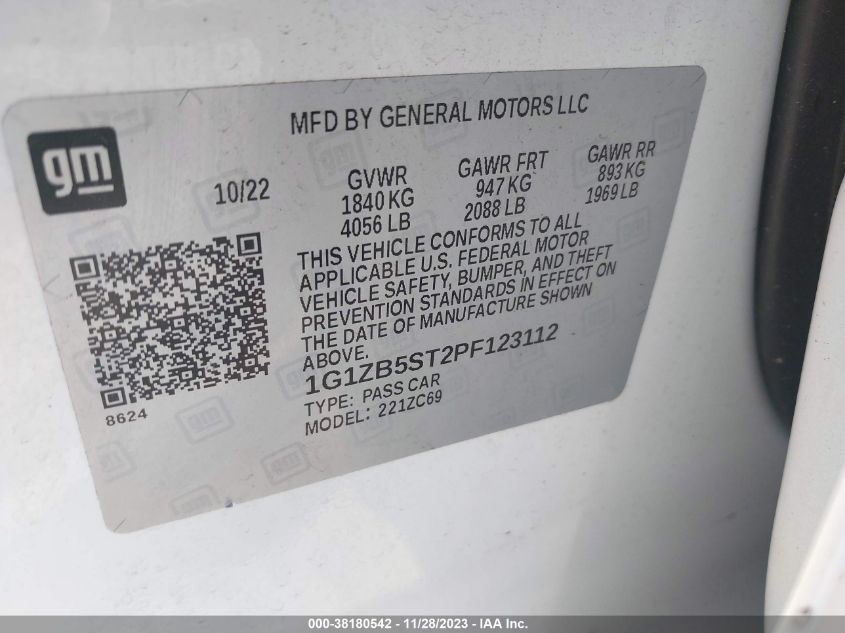 MFD BY GENERAL MOTORS LLC
gm
10/22
GVWR
1840 KG
4056 LB
GAWR FRT
947 KG
2088 LB
GAWR RR
893 KG
1969 LB
THIS VEHICLE CONFORMS TO ALL
APPLICABLE U.S. FEDERAL MOTOR
VEHICLE SAFETY, BUMPER, AND THEFT
PREVENTION STANDARDS IN EFFECT ON
THE DATE OF MANUFACTURE SHOWN
ABOVE.
1G1ZB5ST2PF123112
TYPE: PASS CAR
MODEL: 221ZC69
8624
000-38180542 - 11/28/2023 - IAA Inc.